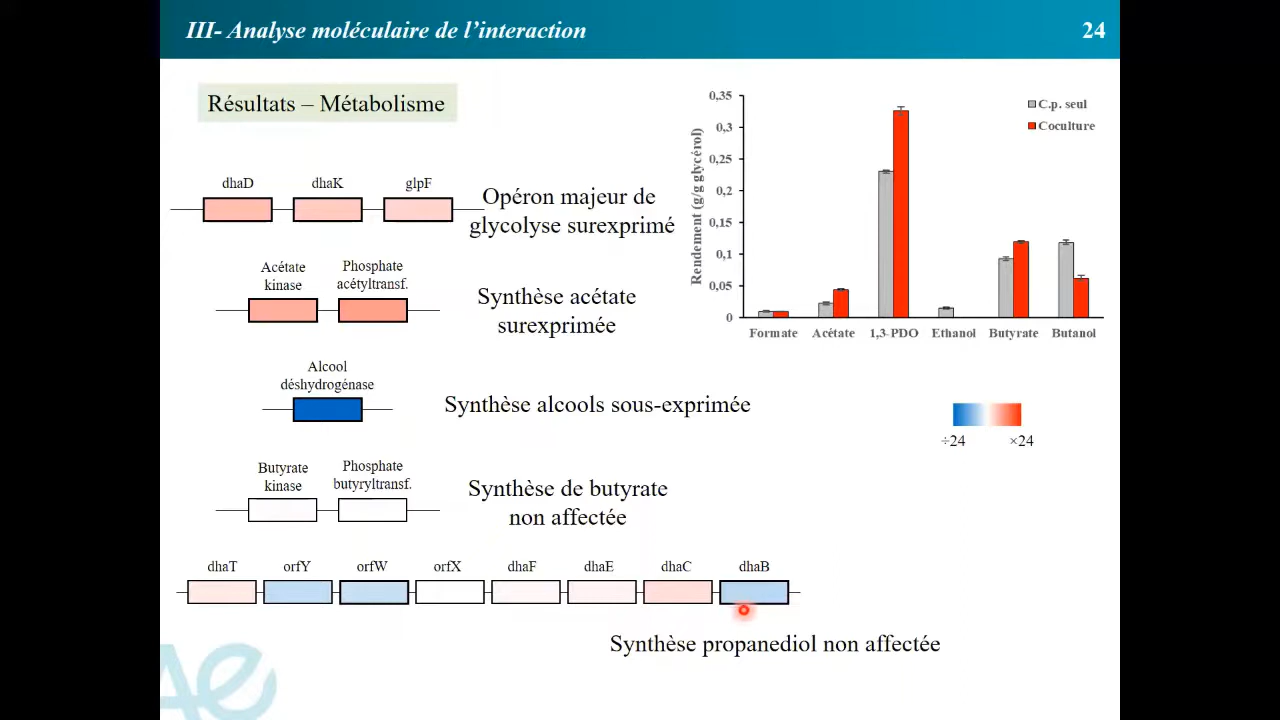 III- Analyse moléculaire de l’interaction
24
Résultats – Métabolisme
dhaD
dhaK
glpF
Opéron majeur de
glycolyse surexprimé
Acétate
kinase
Phosphate
acétyltransf.
Synthèse acétate
surexprimée
Alcool
déshydrogénase
Synthèse alcools sous-exprimée
Butyrate
kinase
Phosphate
butyryltransf.
Synthèse de butyrate
non affectée
dhaT
orfY
orfW
orfX
dhaF
dhaE
dhaC
dhaB
Synthèse propanediol non affectée
Rendement (g/g glycérol)
0,35
0,3
0,25
0,2
0,15
0,1
0,05
0
C.p. seul
Coculture
Formate
Acétate
1,3-PDO
Ethanol
Butyrate
Butanol
÷24
×24